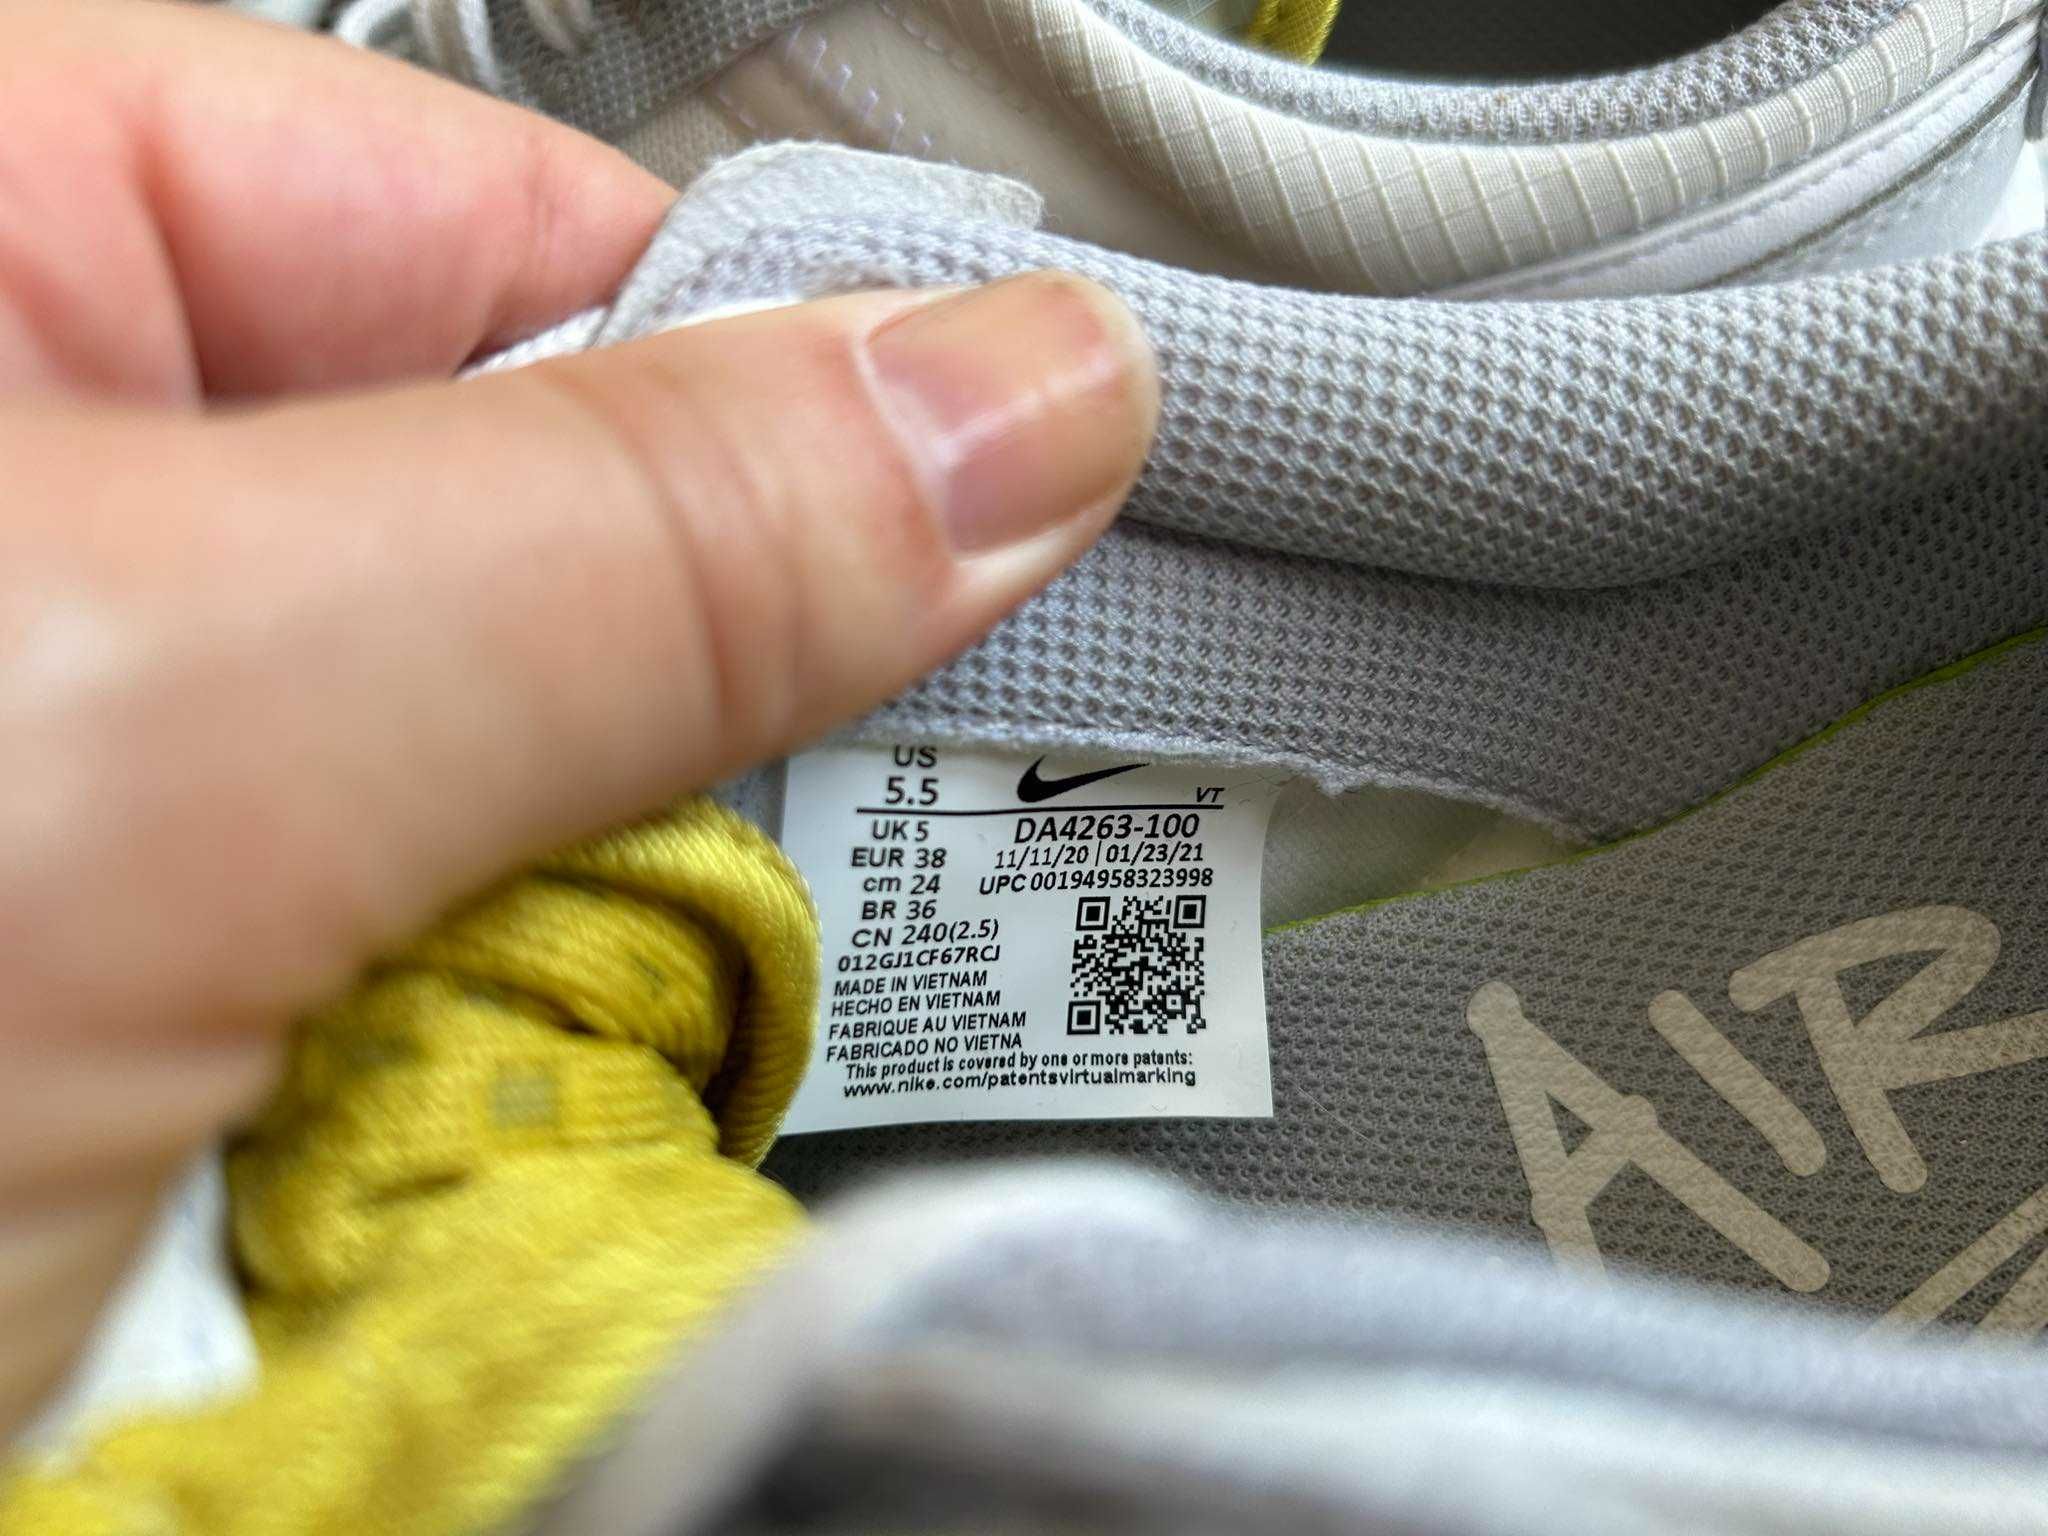 US
5.5
VT
UK 5
DA4263-100
EUR 38
11/11/20 | 01/23/21
cm 24
UPC 00194958323998
BR 36
CN 240(2.5)
012GJ1CF67RCJ
MADE IN VIETNAM
HECHO EN VIETNAM
FABRIQUE AU VIETNAM
FABRICADO NO VIETNA
This product is covered by one or more patents:
www.nike.com/patentsvirtualmarking
AIR